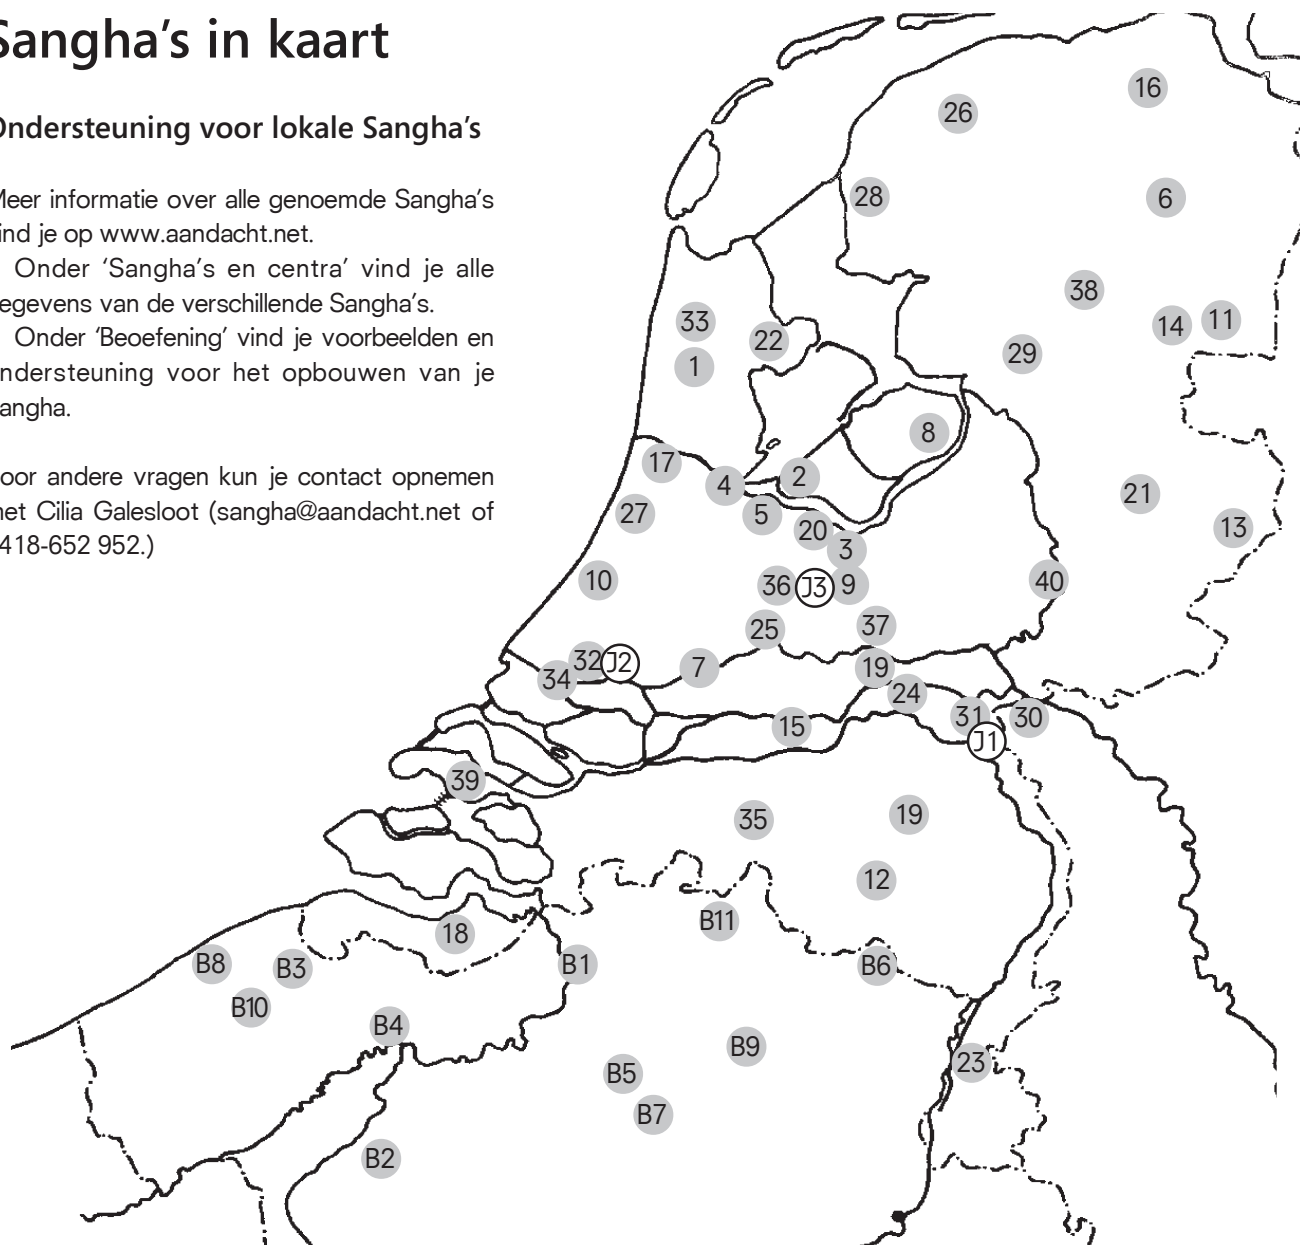 Sangha's in kaart
Ondersteuning voor lokale Sangha's
Meer informatie over alle genoemde Sangha's
ind je op www.aandacht.net.
Onder 'Sangha's en centra' vind je alle
egevens van de verschillende Sangha's.
Onder 'Beoefening' vind je voorbeelden en
ndersteuning voor het opbouwen van je
angha.
oor andere vragen kun je contact opnemen
met Cilia Galesloot (sangha@aandacht.net of
418-652 952.)
16
26
28
6
38
33
14
11
22
29
1
8
17
4
2
21
27
5
20
13
3
10
36
J3
9
40
25
37
32
J2
7
19
34
24
31
30
15
J1
39
35
19
12
B11
18
B8
B3
B1
B6
B10
B4
B9
23
B5
B7
B2